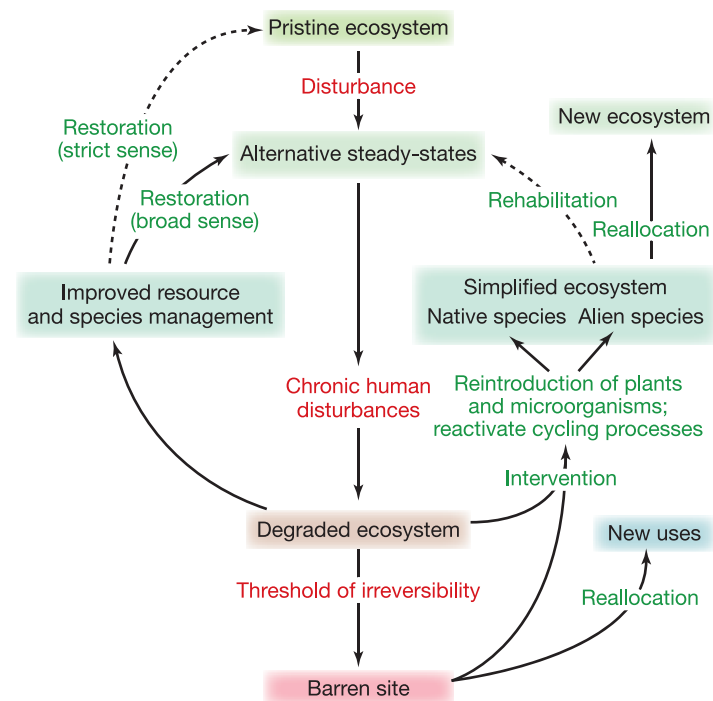 Pristine ecosystem
Disturbance
New ecosystem
Restoration
(strict sense)
Alternative steady-states
Restoration
(broad sense)
Rehabilitation
Reallocation
Improved resource
and species management
Simplified ecosystem
Native species Alien species
Chronic human
disturbances
Reintroduction of plants
and microorganisms;
reactivate cycling processes
Intervention
Degraded ecosystem
New uses
Threshold of irreversibility
Reallocation
Barren site